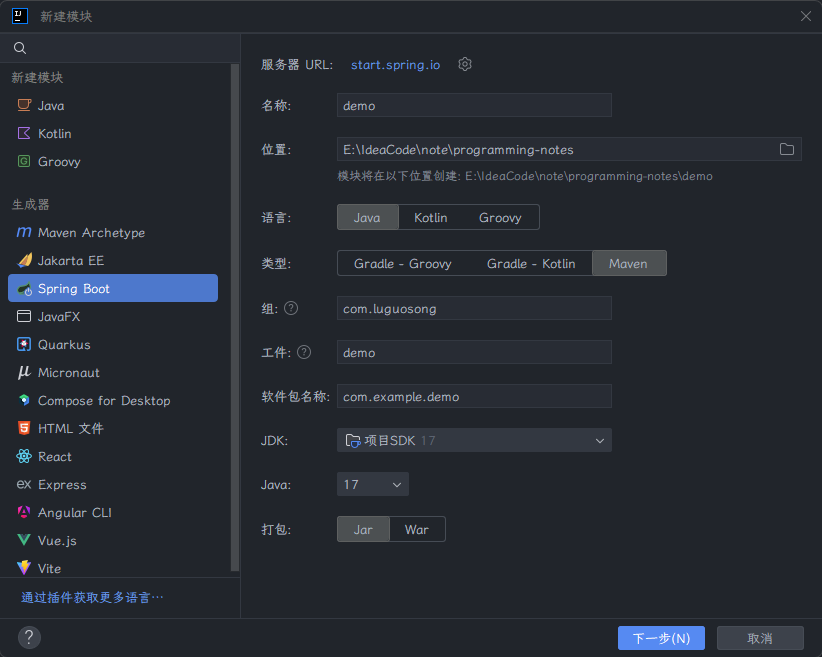 新建模块
新建模块
Java
Kotlin
Groovy
生成器
Maven Archetype
Jakarta EE
Spring Boot
JavaFX
Quarkus
Micronaut
Compose for Desktop
HTML 文件
React
Express
Angular CLI
Vue.js
Vite
通过插件获取更多语言…
服务器 URL: start.spring.io
名称: demo
位置: E:\IdeaCode\note\programming-notes
模块将在以下位置创建: E:\IdeaCode\note\programming-notes\demo
语言: Java Kotlin Groovy
类型: Gradle - Groovy Gradle - Kotlin Maven
组: ? com.luguosong
工件: ? demo
软件包名称: com.example.demo
JDK: 项目SDK 17
Java: 17
打包: Jar War
? 下一步(N) 取消